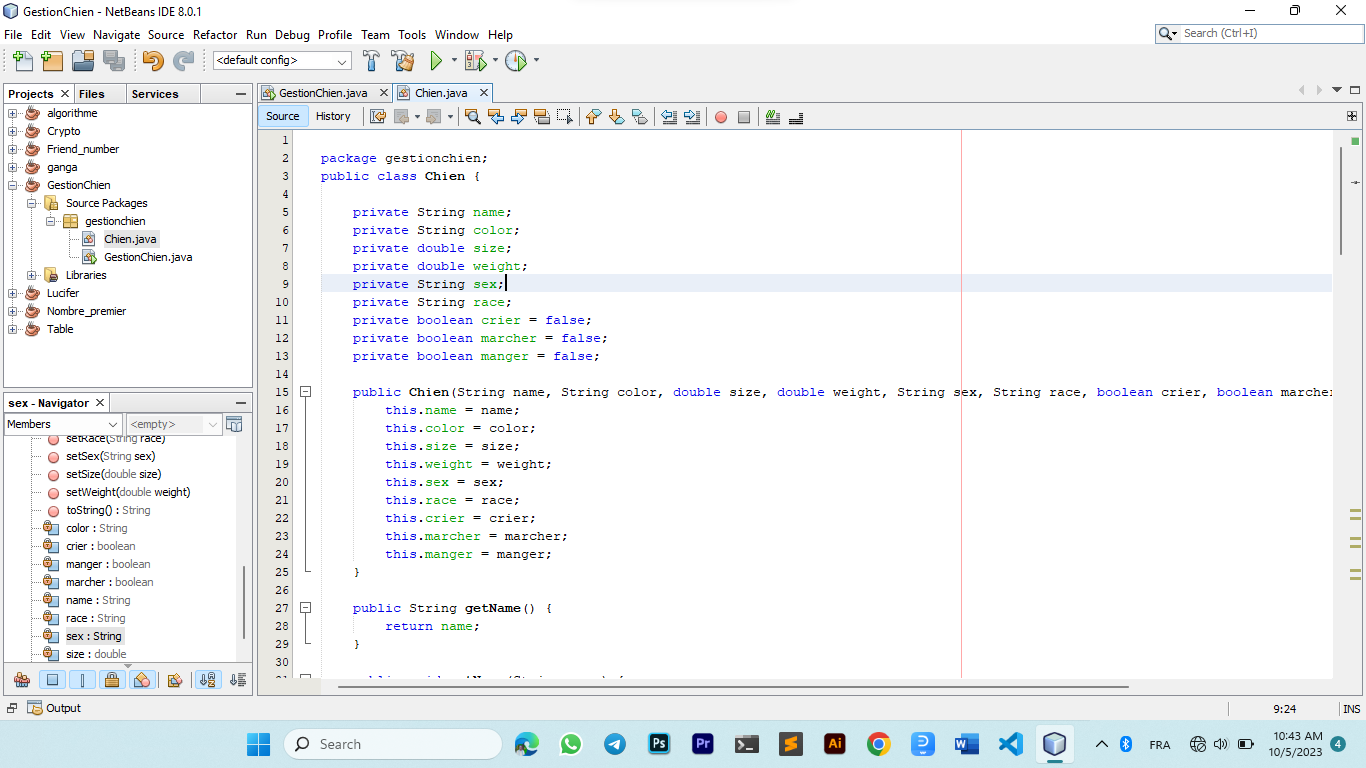 GestionChien - NetBeans IDE 8.0.1
File Edit View Navigate Source Refactor Run Debug Profile Team Tools Window Help
Search (Ctrl+I)
<default config>
Projects Files Services
algorithme
Crypto
Friend_number
ganga
GestionChien
Source Packages
gestionchien
Chien.java
GestionChien.java
Libraries
Lucifer
Nombre_premier
Table
sex - Navigator
Members <empty>
setRace(String race)
setSex(String sex)
setSize(double size)
setWeight(double weight)
toString() : String
color : String
crier : boolean
manger : boolean
marcher : boolean
name : String
race : String
sex : String
size : double
GestionChien.java Chien.java
Source History
1
2 package gestionchien;
3 public class Chien {
4
5 private String name;
6 private String color;
7 private double size;
8 private double weight;
9 private String sex;
10 private String race;
11 private boolean crier = false;
12 private boolean marcher = false;
13 private boolean manger = false;
14
15 public Chien(String name, String color, double size, double weight, String sex, String race, boolean crier, boolean marcher
16 this.name = name;
17 this.color = color;
18 this.size = size;
19 this.weight = weight;
20 this.sex = sex;
21 this.race = race;
22 this.crier = crier;
23 this.marcher = marcher;
24 this.manger = manger;
25 }
26
27 public String getName() {
28 return name;
29 }
30
Output
9:24 INS
Search
Ps
Pr
Ai
W
FRA
10:43 AM
10/5/2023
4